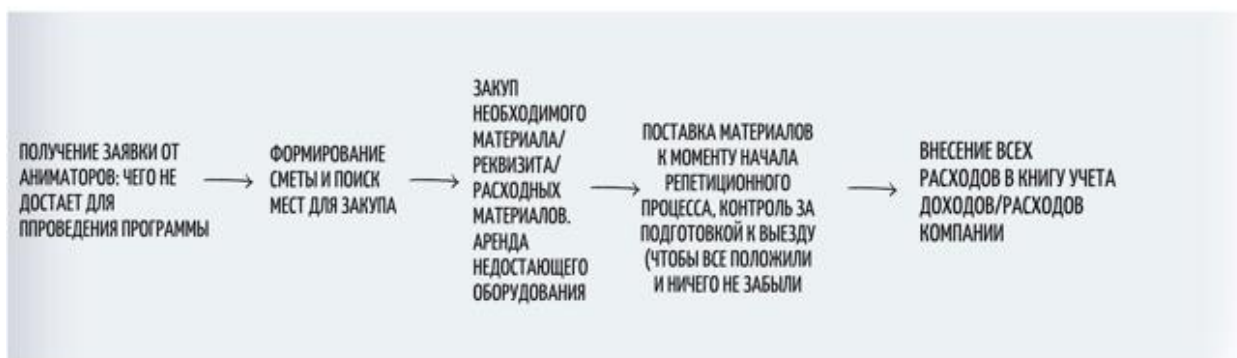 ПОЛУЧЕНИЕ ЗАЯВКИ ОТ
АНИМАТОРОВ: ЧЕГО НЕ
ДОСТАЕТ ДЛЯ
ППРОВЕДЕНИЯ ПРОГРАММЫ
ФОРМИРОВАНИЕ
СМЕТЫ И ПОИСК
МЕСТ ДЛЯ ЗАКУПА
ЗАКУП
НЕОБХОДИМОГО
МАТЕРИАЛА/
РЕКВИЗИТА/
РАСХОДНЫХ
МАТЕРИАЛОВ.
АРЕНДА
НЕДОСТАЮЩЕГО
ОБОРУДОВАНИЯ
ПОСТАВКА МАТЕРИАЛОВ
К МОМЕНТУ НАЧАЛА
РЕПЕТИЦИОННОГО
ПРОЦЕССА, КОНТРОЛЬ ЗА
ПОДГОТОВКОЙ К ВЫЕЗДУ
(ЧТОБЫ ВСЕ ПОЛОЖИЛИ
И НИЧЕГО НЕ ЗАБЫЛИ
ВНЕСЕНИЕ ВСЕХ
РАСХОДОВ В КНИГУ УЧЕТА
ДОХОДОВ/РАСХОДОВ
КОМПАНИИ